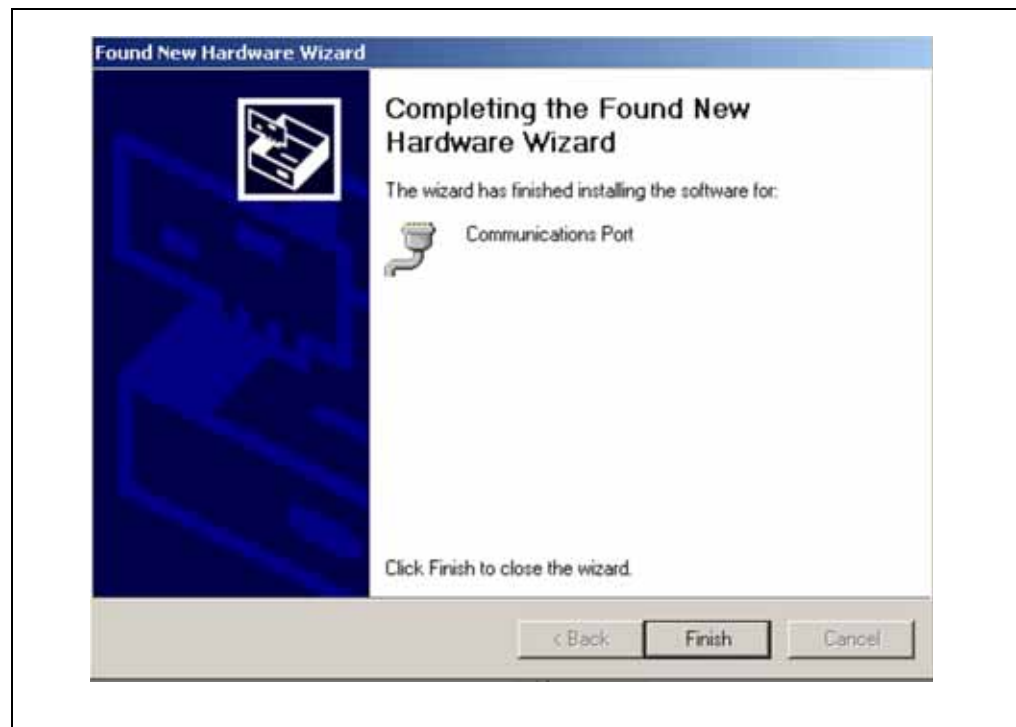 Found New Hardware Wizard
Completing the Found New
Hardware Wizard
The wizard has finished installing the software for:
Communications Port
Click Finish to close the wizard.
< Back
Finish
Cancel